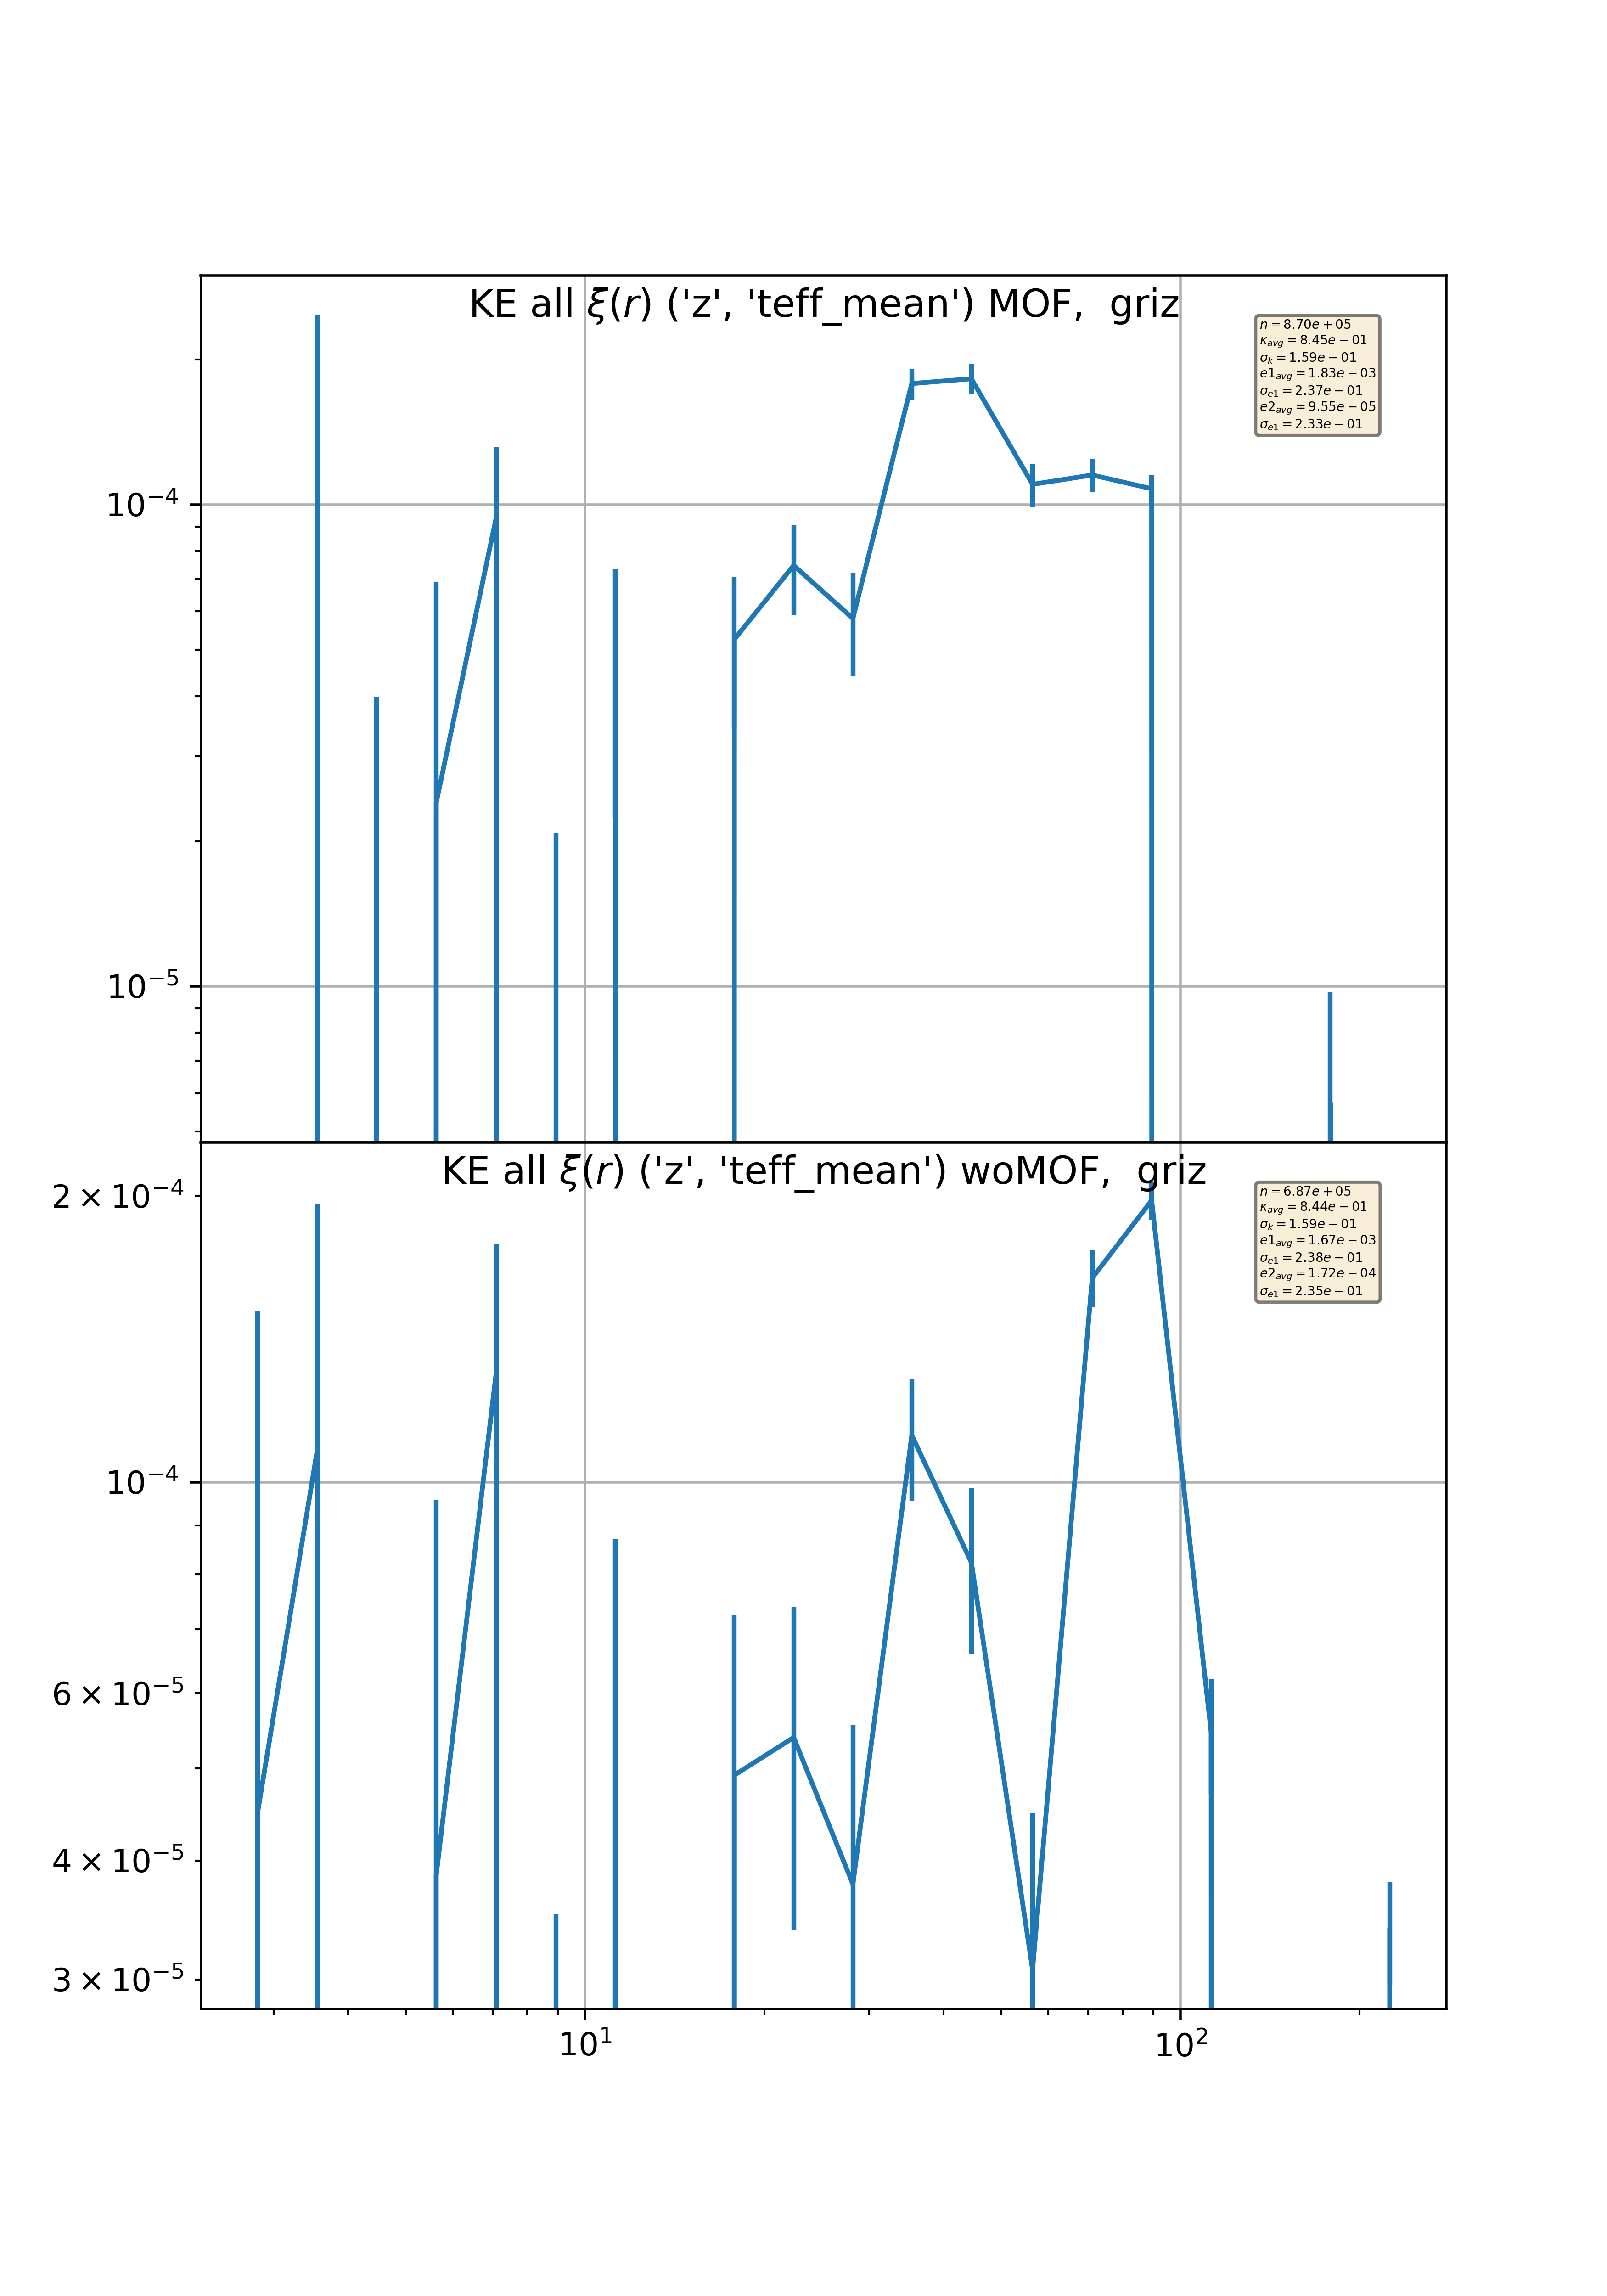 KE all ξ(r) ('z', 'teff_mean') MOF, griz
n = 8.70e + 05
κavg = 8.45e − 01
σk = 1.59e − 01
e1avg = 1.83e − 03
σe1 = 2.37e − 01
e2avg = 9.55e − 05
σe1 = 2.33e − 01
10⁻⁴
10⁻⁵
KE all ξ(r) ('z', 'teff_mean') woMOF, griz
n = 6.87e + 05
κavg = 8.44e − 01
σk = 1.59e − 01
e1avg = 1.67e − 03
σe1 = 2.38e − 01
e2avg = 1.72e − 04
σe1 = 2.35e − 01
2 × 10⁻⁴
10⁻⁴
6 × 10⁻⁵
4 × 10⁻⁵
3 × 10⁻⁵
10¹ 10²